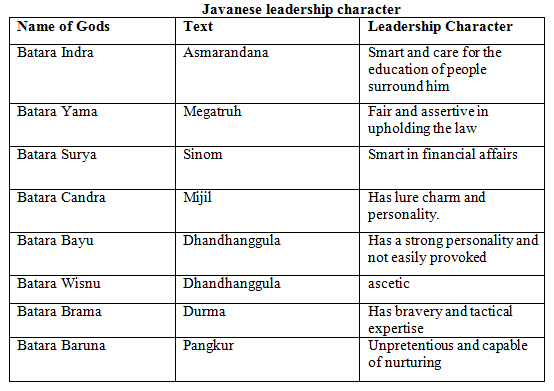 Javanese leadership character
Name of Gods Text Leadership Character
Batara Indra Asmarandana Smart and care for the
education of people
surround him
Batara Yama Megatruh Fair and assertive in
upholding the law
Batara Surya Sinom Smart in financial affairs
Batara Candra Mijil Has lure charm and
personality.
Batara Bayu Dhandhanggula Has a strong personality and
not easily provoked
Batara Wisnu Dhandhanggula ascetic
Batara Brama Durma Has bravery and tactical
expertise
Batara Baruna Pangkur Unpretentious and capable
of nurturing